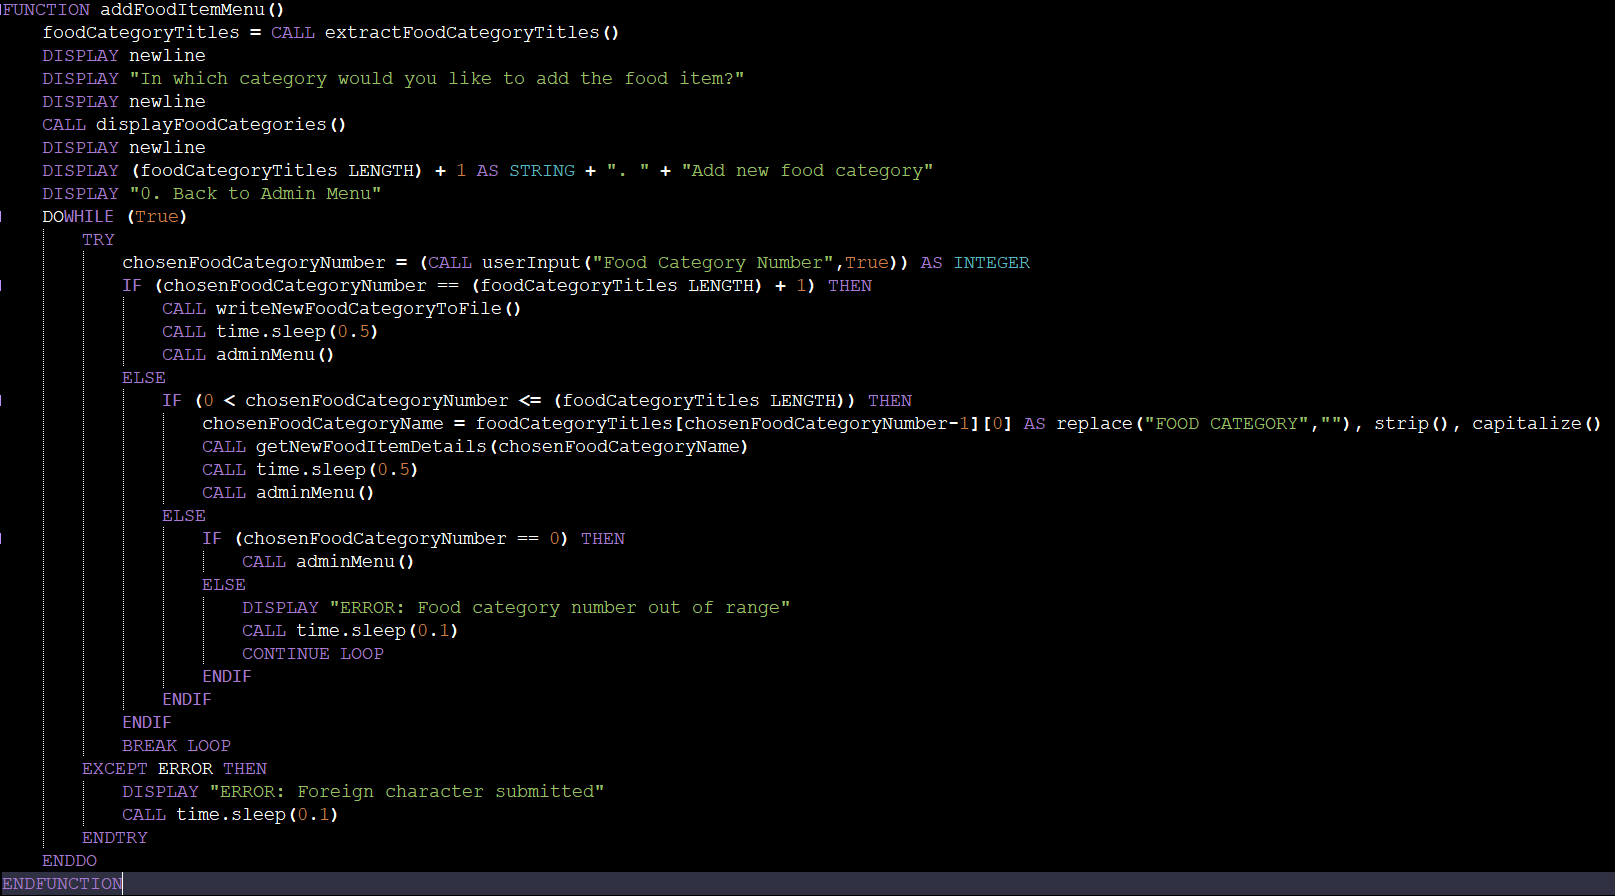 FUNCTION addFoodItemMenu()
    foodCategoryTitles = CALL extractFoodCategoryTitles()
    DISPLAY newline
    DISPLAY "In which category would you like to add the food item?"
    DISPLAY newline
    CALL displayFoodCategories()
    DISPLAY newline
    DISPLAY (foodCategoryTitles LENGTH) + 1 AS STRING + ". " + "Add new food category"
    DISPLAY "0. Back to Admin Menu"
    DOWHILE (True)
        TRY
            chosenFoodCategoryNumber = (CALL userInput("Food Category Number",True)) AS INTEGER
            IF (chosenFoodCategoryNumber == (foodCategoryTitles LENGTH) + 1) THEN
                CALL writeNewFoodCategoryToFile()
                CALL time.sleep(0.5)
                CALL adminMenu()
            ELSE
                IF (0 < chosenFoodCategoryNumber <= (foodCategoryTitles LENGTH)) THEN
                    chosenFoodCategoryName = foodCategoryTitles[chosenFoodCategoryNumber-1][0] AS replace("FOOD CATEGORY",""), strip(), capitalize()
                    CALL getNewFoodItemDetails(chosenFoodCategoryName)
                    CALL time.sleep(0.5)
                    CALL adminMenu()
                ELSE
                    IF (chosenFoodCategoryNumber == 0) THEN
                        CALL adminMenu()
                    ELSE
                        DISPLAY "ERROR: Food category number out of range"
                        CALL time.sleep(0.1)
                        CONTINUE LOOP
                    ENDIF
                ENDIF
            ENDIF
            BREAK LOOP
        EXCEPT ERROR THEN
            DISPLAY "ERROR: Foreign character submitted"
            CALL time.sleep(0.1)
        ENDTRY
    ENDDO
ENDFUNCTION